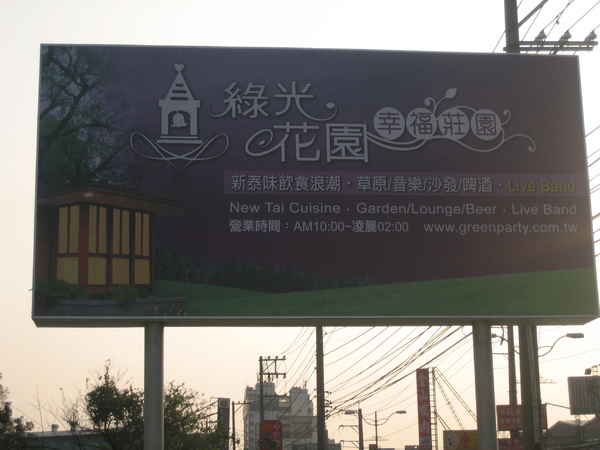 綠光
花園
幸福莊園
新泰味飲食浪潮・草原/音樂/沙發/啤酒・Live Band
New Tai Cuisine - Garden/Lounge/Beer - Live Band
營業時間：AM10:00~凌晨02:00 www.greenparty.com.tw